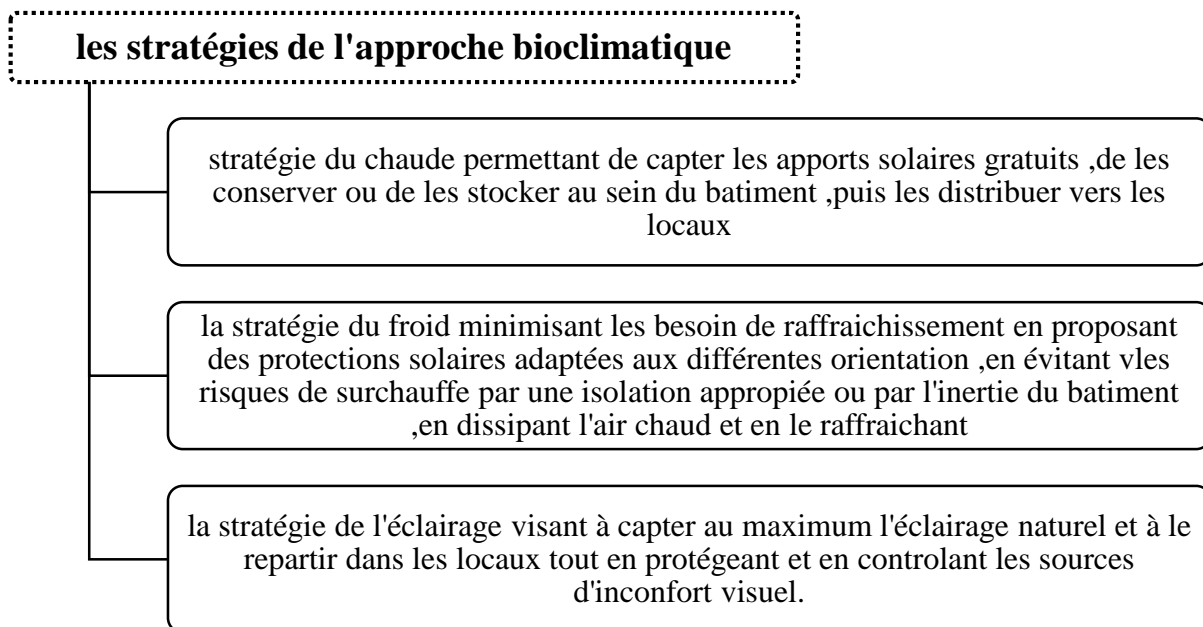 les stratégies de l'approche bioclimatique
stratégie du chaude permettant de capter les apports solaires gratuits ,de les
conserver ou de les stocker au sein du batiment ,puis les distribuer vers les
locaux
la stratégie du froid minimisant les besoin de raffraichissement en proposant
des protections solaires adaptées aux différentes orientation ,en évitant vles
risques de surchauffe par une isolation appropiée ou par l'inertie du batiment
,en dissipant l'air chaud et en le raffraichant
la stratégie de l'éclairage visant à capter au maximum l'éclairage naturel et à le
repartir dans les locaux tout en protégeant et en controlant les sources
d'inconfort visuel.